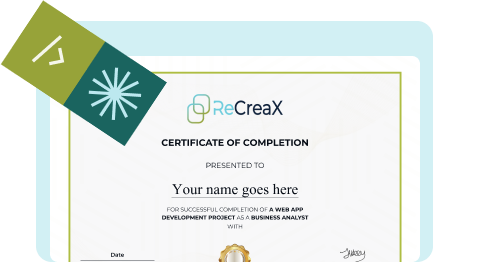 ReCreaX
CERTIFICATE OF COMPLETION
PRESENTED TO
Your name goes here
FOR SUCCESSFUL COMPLETION OF A WEB APP
DEVELOPMENT PROJECT AS A BUSINESS ANALYST
WITH
Date